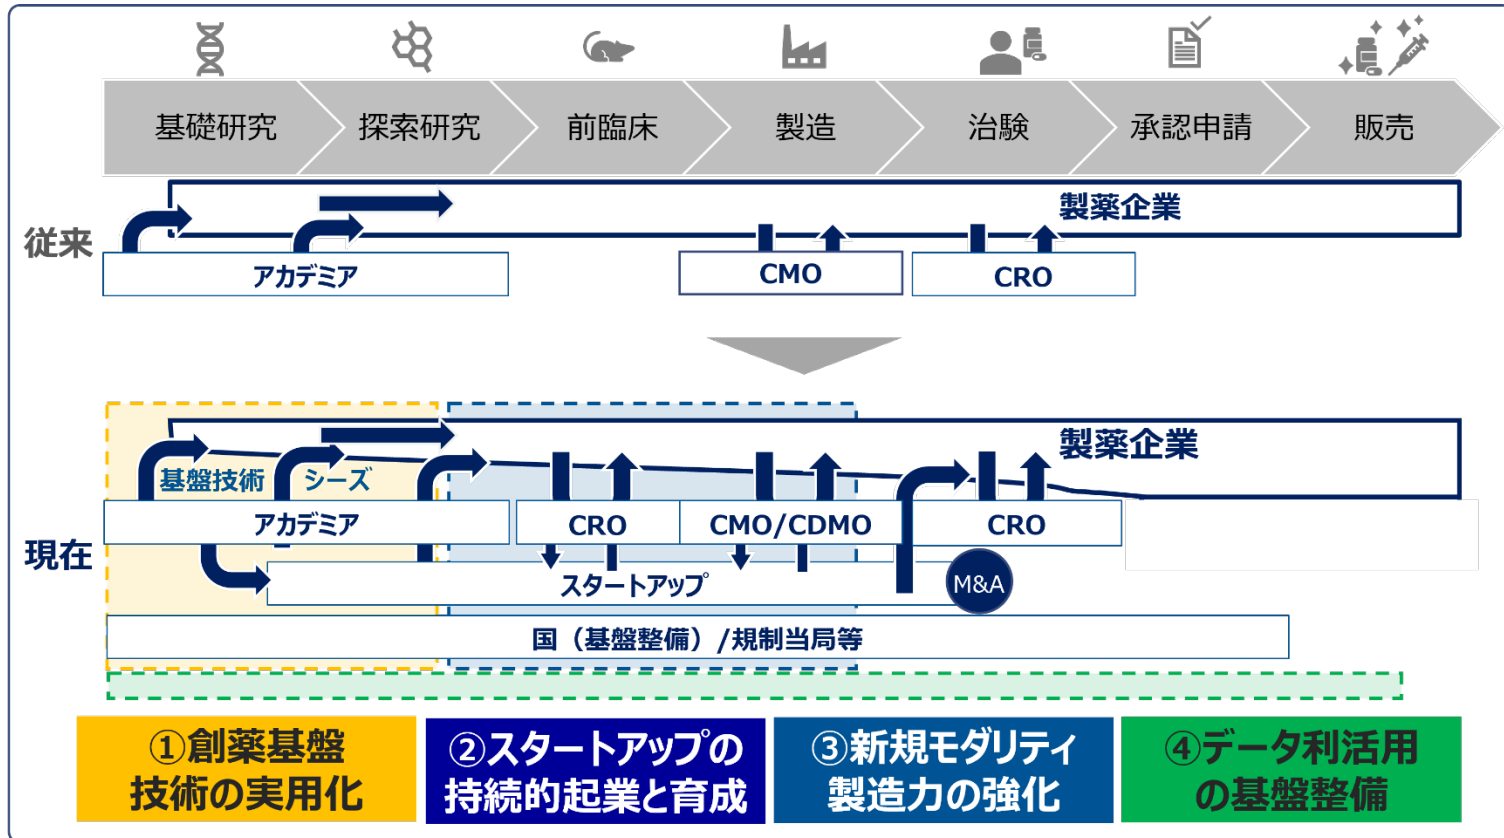 基礎研究
探索研究
前臨床
製造
治験
承認申請
販売
従来
製薬企業
アカデミア
CMO
CRO
現在
製薬企業
基盤技術
シーズ
アカデミア
CRO
CMO/CDMO
CRO
スタートアップ
M&A
国（基盤整備）/規制当局等
①創薬基盤
技術の実用化
②スタートアップの
持続的起業と育成
③新規モダリティ
製造力の強化
④データ利活用
の基盤整備